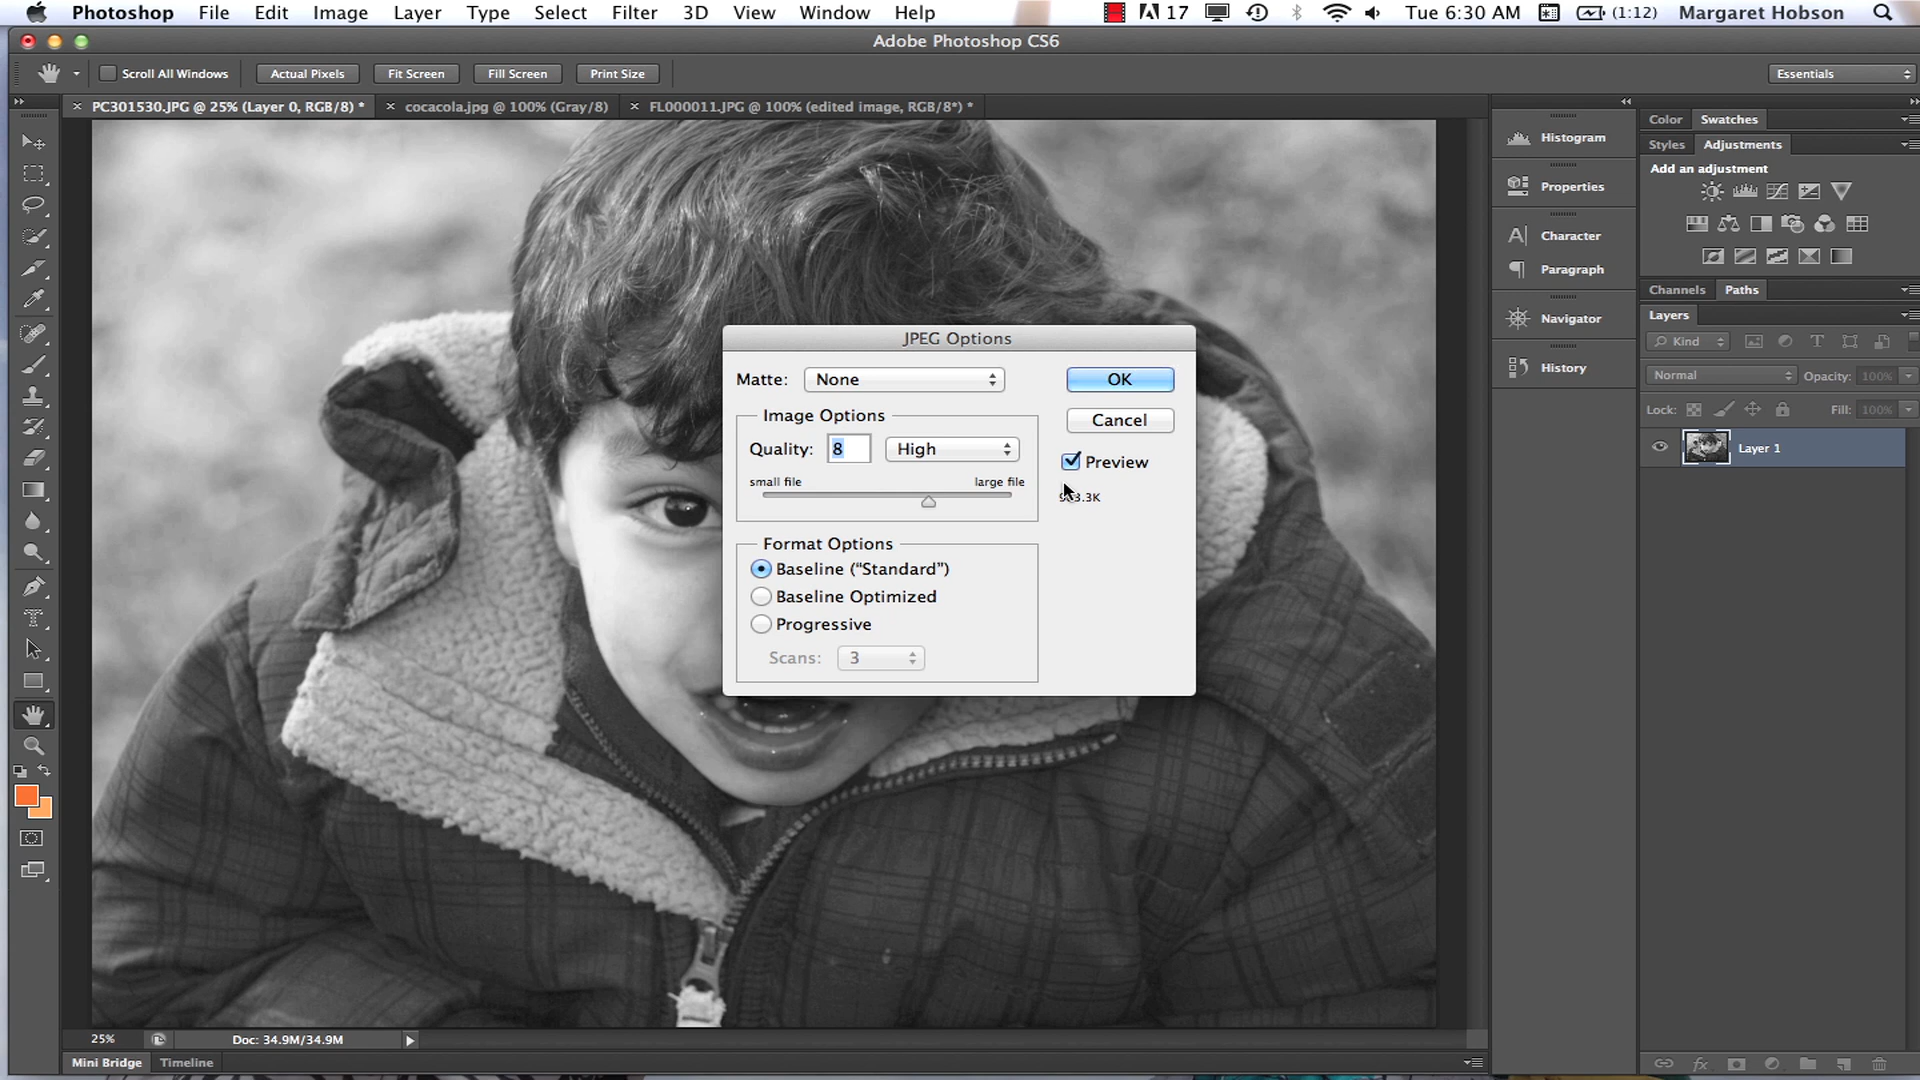 Photoshop File Edit Image Layer Type Select Filter 3D View Window Help 17 Tue 6:30 AM (1:12) Margaret Hobson
Adobe Photoshop CS6
Scroll All Windows Actual Pixels Fit Screen Fill Screen Print Size Essentials
PC301530.JPG @ 25% (Layer 0, RGB/8) * cocacola.jpg @ 100% (Gray/8) FL000011.JPG @ 100% (edited image, RGB/8*) *
Histogram
Properties
Character
Paragraph
Navigator
History
Color Swatches
Styles Adjustments
Add an adjustment
Channels Paths
Layers
Kind
Normal Opacity: 100%
Lock: Fill: 100%
Layer 1
JPEG Options
Matte: None OK
Image Options Cancel
Quality: 8 High Preview
small file large file
Format Options
Baseline (“Standard”)
Baseline Optimized
Progressive
Scans: 3
25% Doc: 34.9M/34.9M
Mini Bridge Timeline